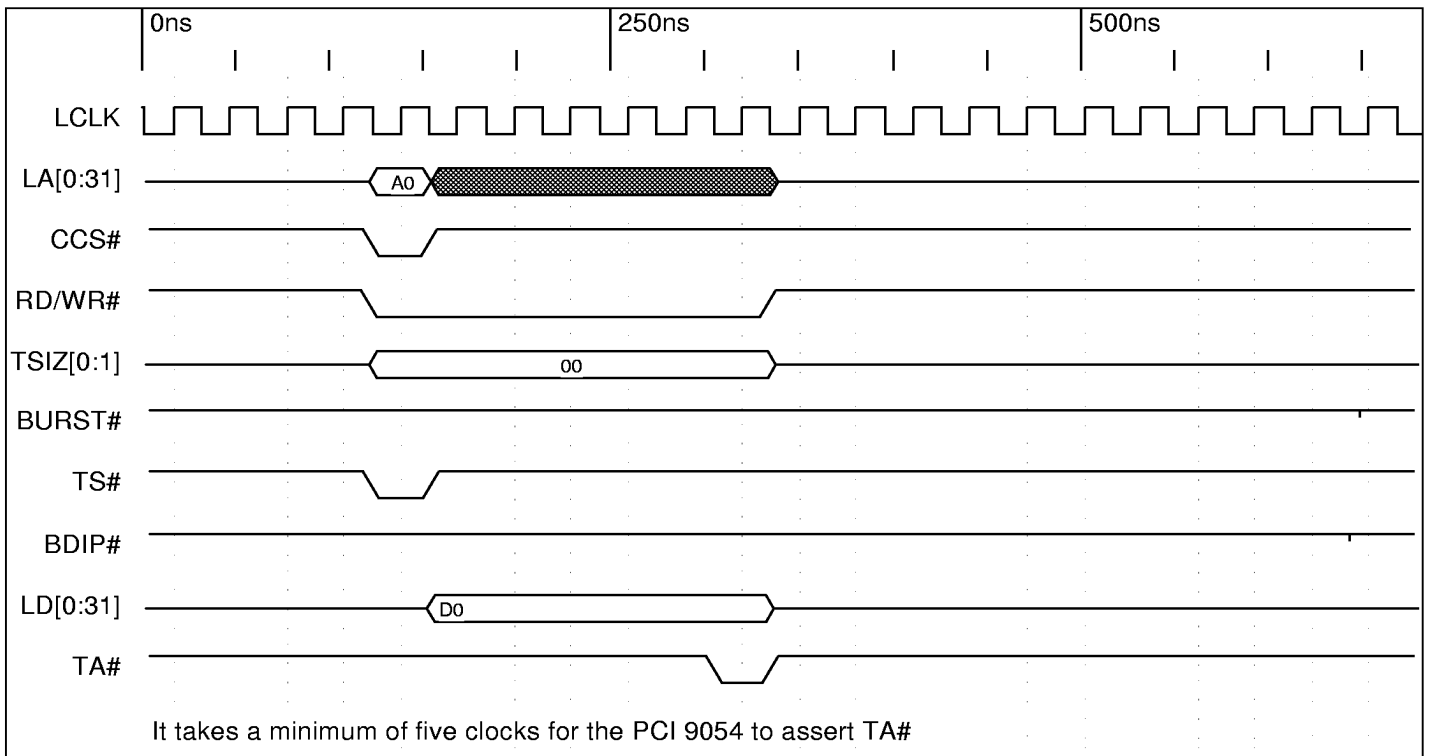 0ns 250ns 500ns
LCLK
LA[0:31] A0
CCS#
RD/WR#
TSIZ[0:1] 00
BURST#
TS#
BDIP#
LD[0:31] D0
TA#
It takes a minimum of five clocks for the PCI 9054 to assert TA#